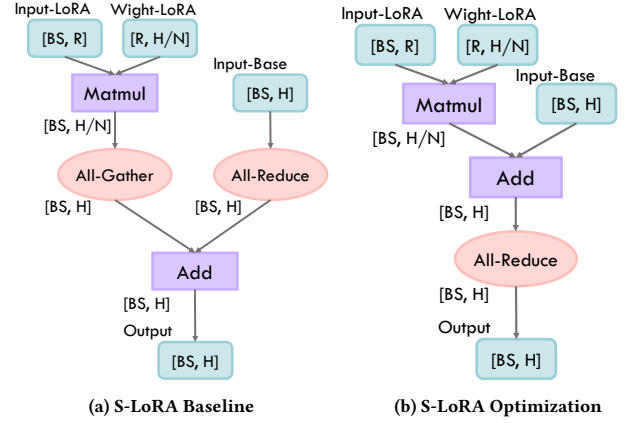 Input-LoRA
Wight-LoRA
[BS, R]
[R, H/N]
Input-Base
Matmul
[BS, H]
[BS, H/N]
All-Gather
All-Reduce
[BS, H]
[BS, H]
Add
[BS, H]
Output
[BS, H]
(a) S-LoRA Baseline
Input-LoRA
Wight-LoRA
[BS, R]
[R, H/N]
Input-Base
Matmul
[BS, H]
[BS, H/N]
Add
[BS, H]
All-Reduce
[BS, H]
Output
[BS, H]
(b) S-LoRA Optimization